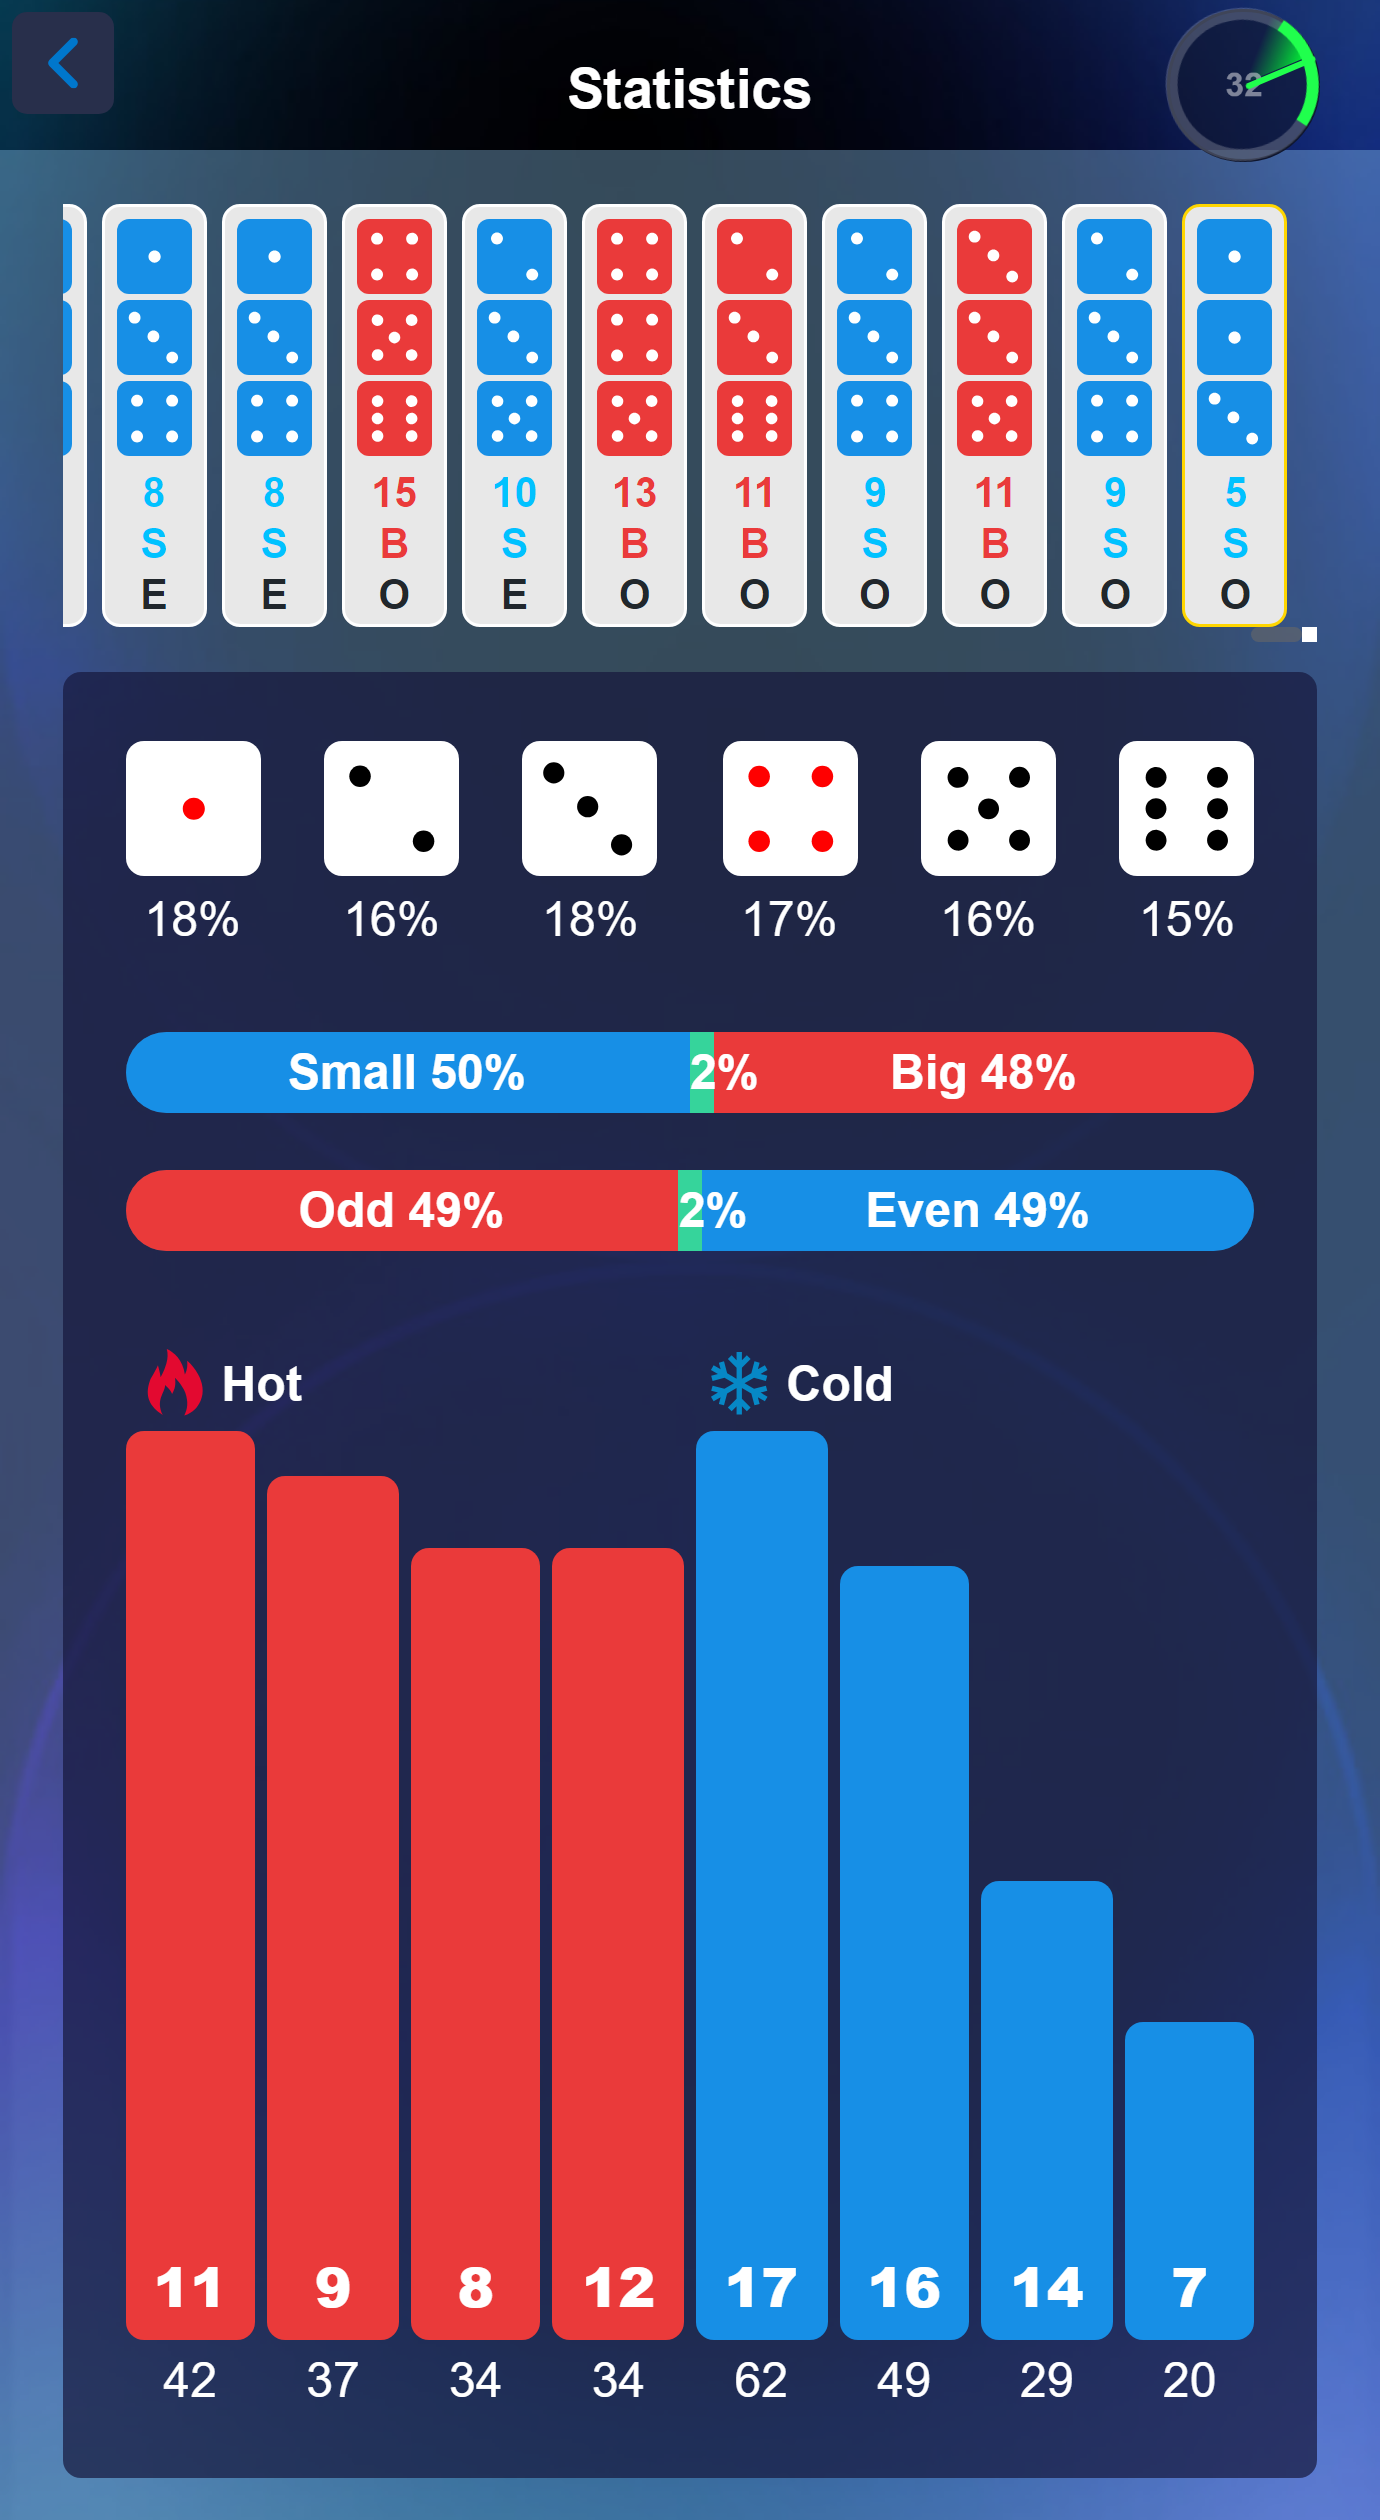 Statistics
32
8 8 15 10 13 11 9 11 9 5
S S B S B B S B S S
E E O E O O O O O O
18% 16% 18% 17% 16% 15%
Small 50% 2% Big 48%
Odd 49% 2% Even 49%
Hot Cold
11 9 8 12 17 16 14 7
42 37 34 34 62 49 29 20